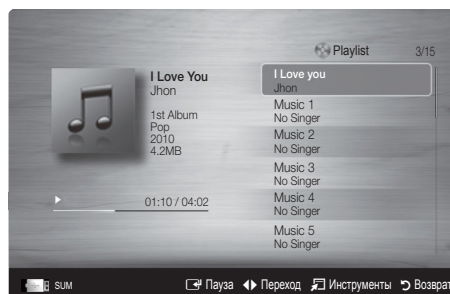 Playlist 3/15
I Love You
Jhon
1st Album
Pop
2010
4.2MB
01:10 / 04:02
I Love you
Jhon
Music 1
No Singer
Music 2
No Singer
Music 3
No Singer
Music 4
No Singer
Music 5
No Singer
SUM Пауза Переход Инструменты Возврат